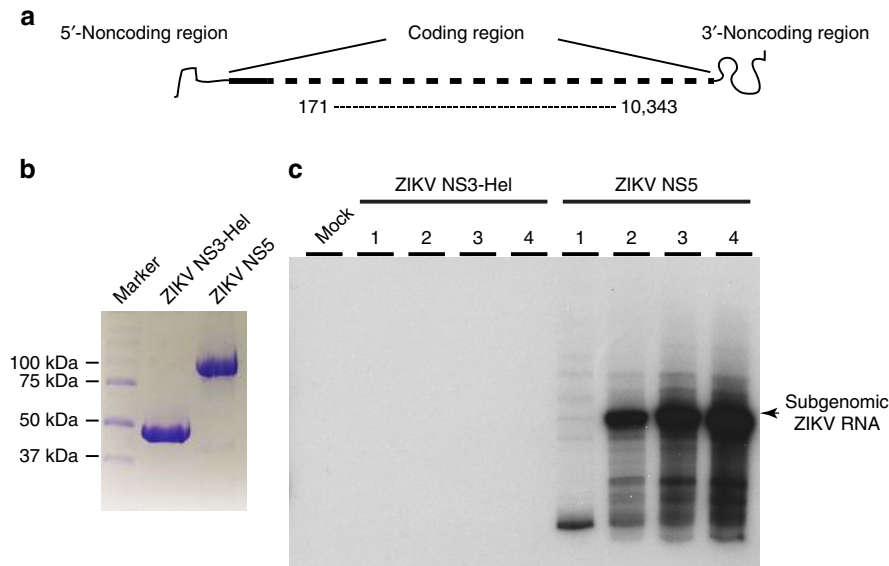 a
5′-Noncoding region
Coding region
3′-Noncoding region
171
10,343
b
Marker
ZIKV NS3-Hel
ZIKV NS5
100 kDa
75 kDa
50 kDa
37 kDa
c
ZIKV NS3-Hel
ZIKV NS5
Mock
1 2 3 4 1 2 3 4
Subgenomic
ZIKV RNA